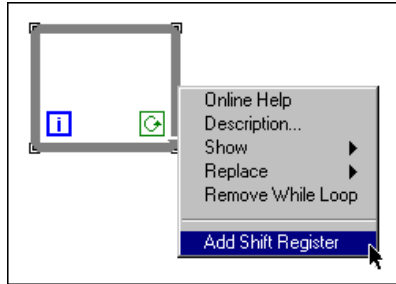 i
Online Help
Description...
Show
Replace
Remove While Loop
Add Shift Register